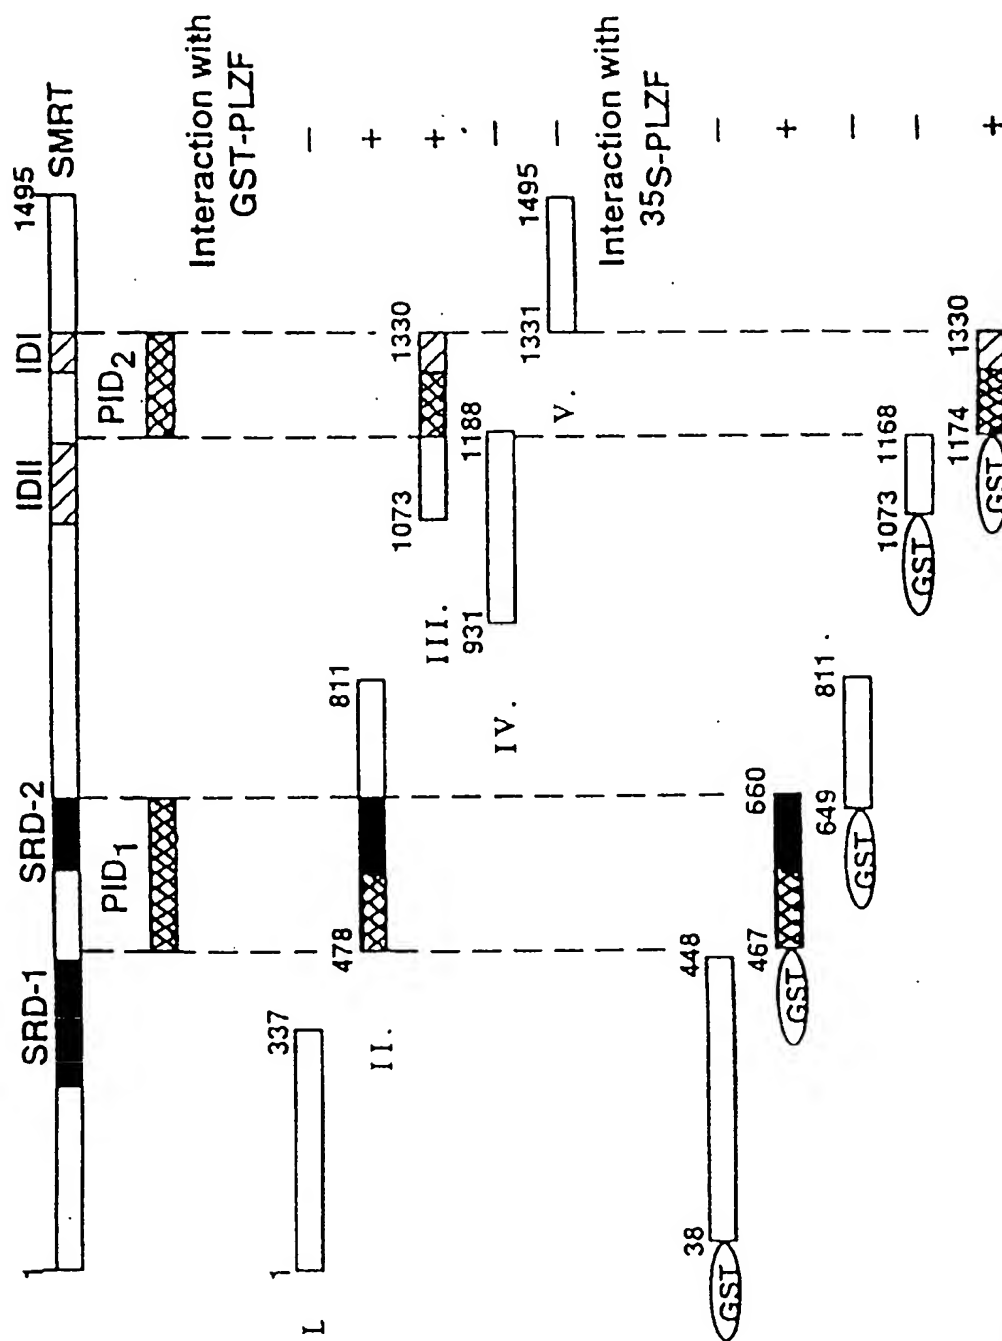 SRD-1 SRD-2 IDII IDI
1 1495 SMRT
PID1 PID2
Interaction with
GST-PLZF
I. 1 337 −
II. 478 811 +
III. 1073 1330 +
IV. 931 1188 −
V. 1331 1495 −
Interaction with
35S-PLZF
GST 38 448 −
GST 467 660 +
GST 649 811 −
GST 1073 1168 −
GST 1174 1330 +